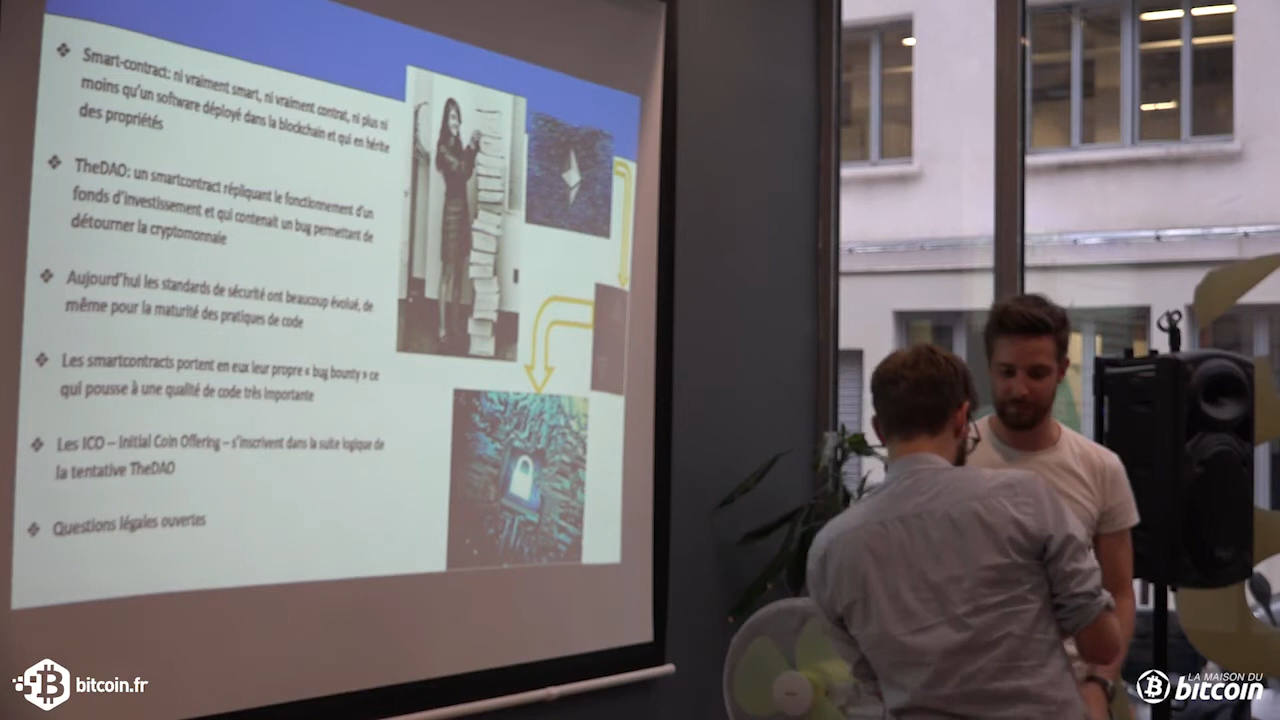 Smart-contract: ni vraiment smart, ni vraiment contrat, ni plus ni
moins qu'un software déployé dans la blockchain et qui en hérite
des propriétés
TheDAO: un smartcontract répliquant le fonctionnement d'un
fonds d'investissement et qui contenait un bug permettant de
détourner la cryptomonnaie
Aujourd'hui les standards de sécurité ont beaucoup évolué, de
même pour la maturité des pratiques de code
Les smartcontracts portent en eux leur propre « bug bounty » ce
qui pousse à une qualité de code très importante
Les ICO – Initial Coin Offering – s'inscrivent dans la suite logique de
la tentative TheDAO
Questions légales ouvertes
bitcoin.fr
LA MAISON DU
bitcoin